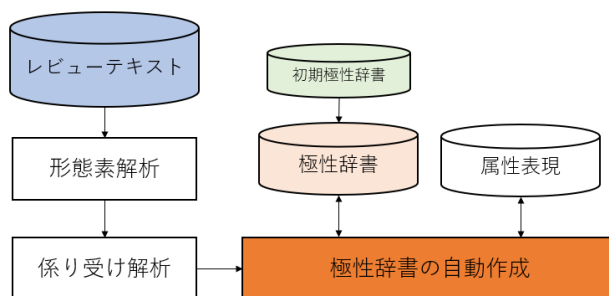 レビューテキスト
初期極性辞書
形態素解析
極性辞書
属性表現
係り受け解析
極性辞書の自動作成